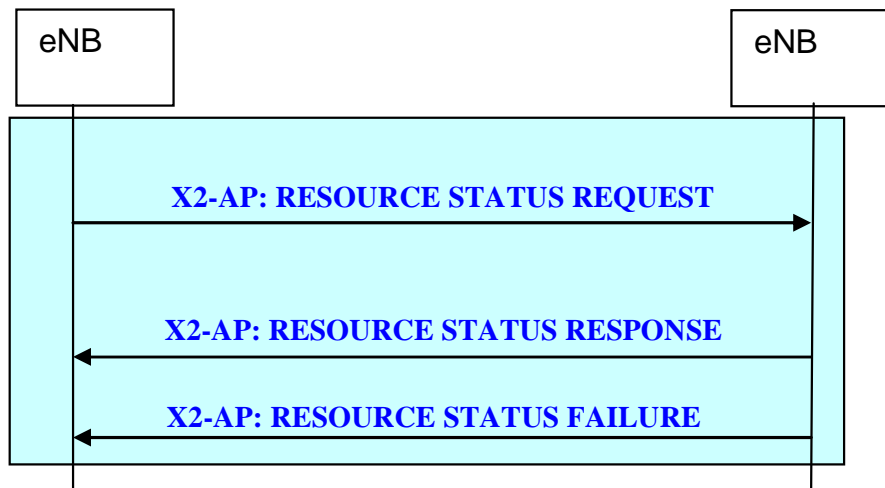 eNB
eNB
X2-AP: RESOURCE STATUS REQUEST
X2-AP: RESOURCE STATUS RESPONSE
X2-AP: RESOURCE STATUS FAILURE